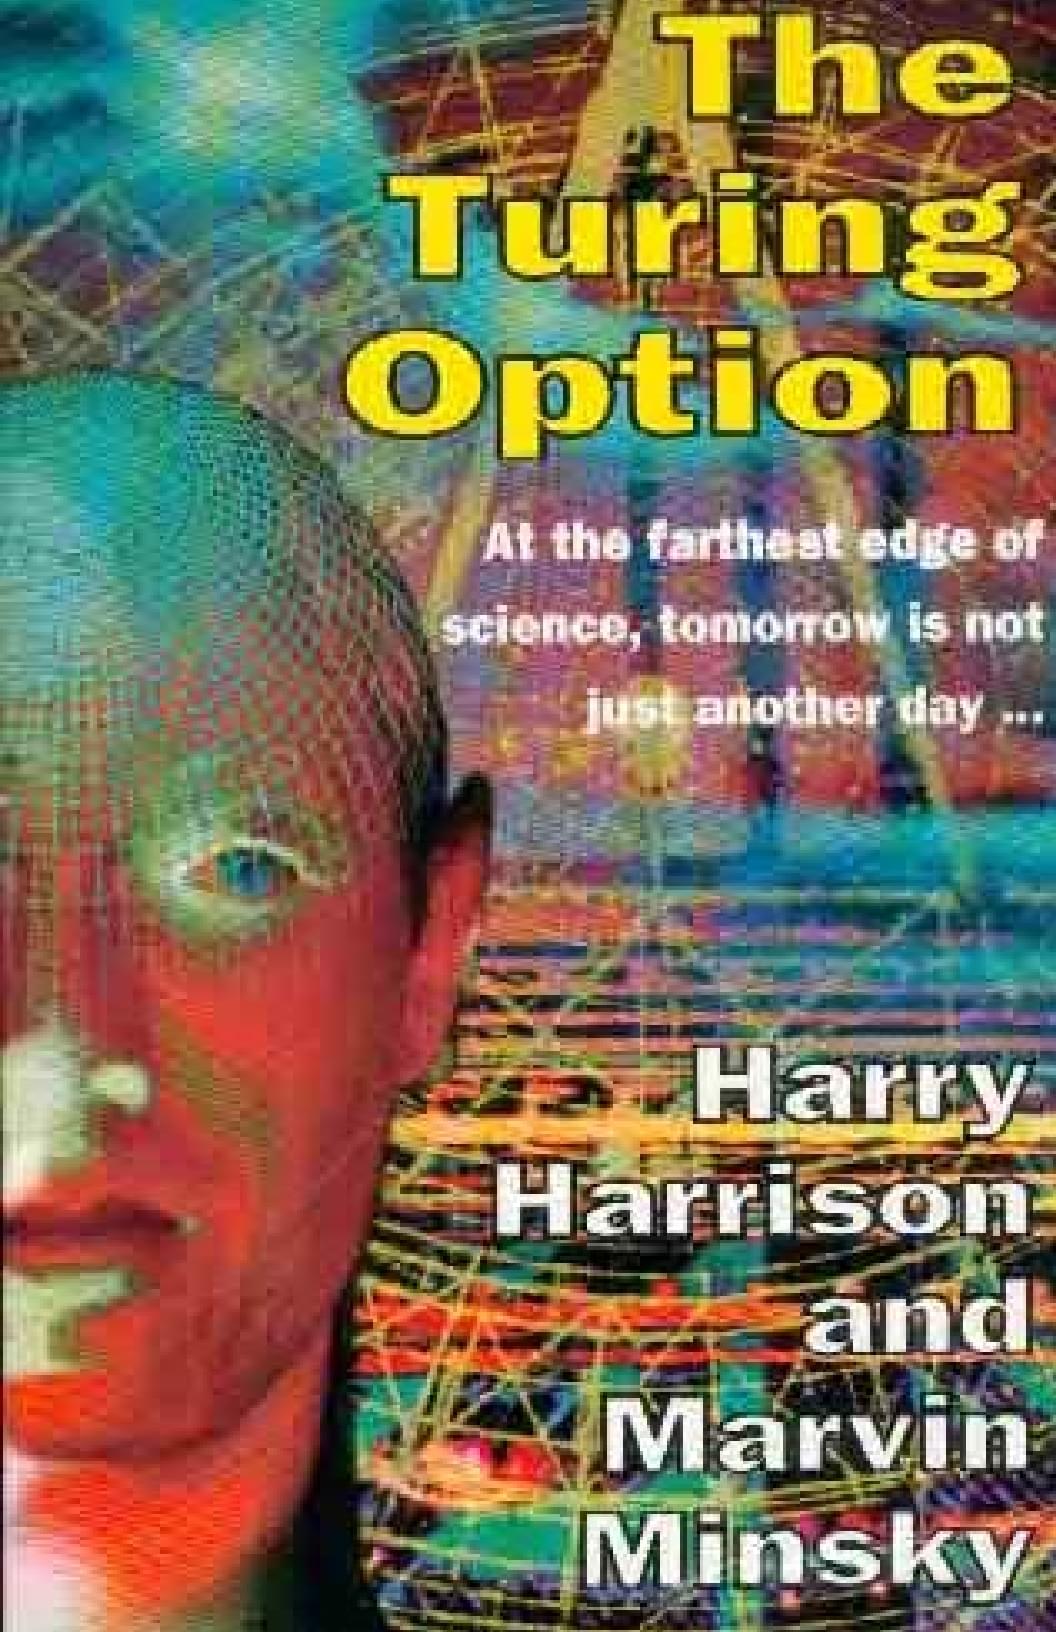 The
Turing
Option
At the farthest edge of
science, tomorrow is not
just another day ...
Harry
Harrison
and
Marvin
Minsky